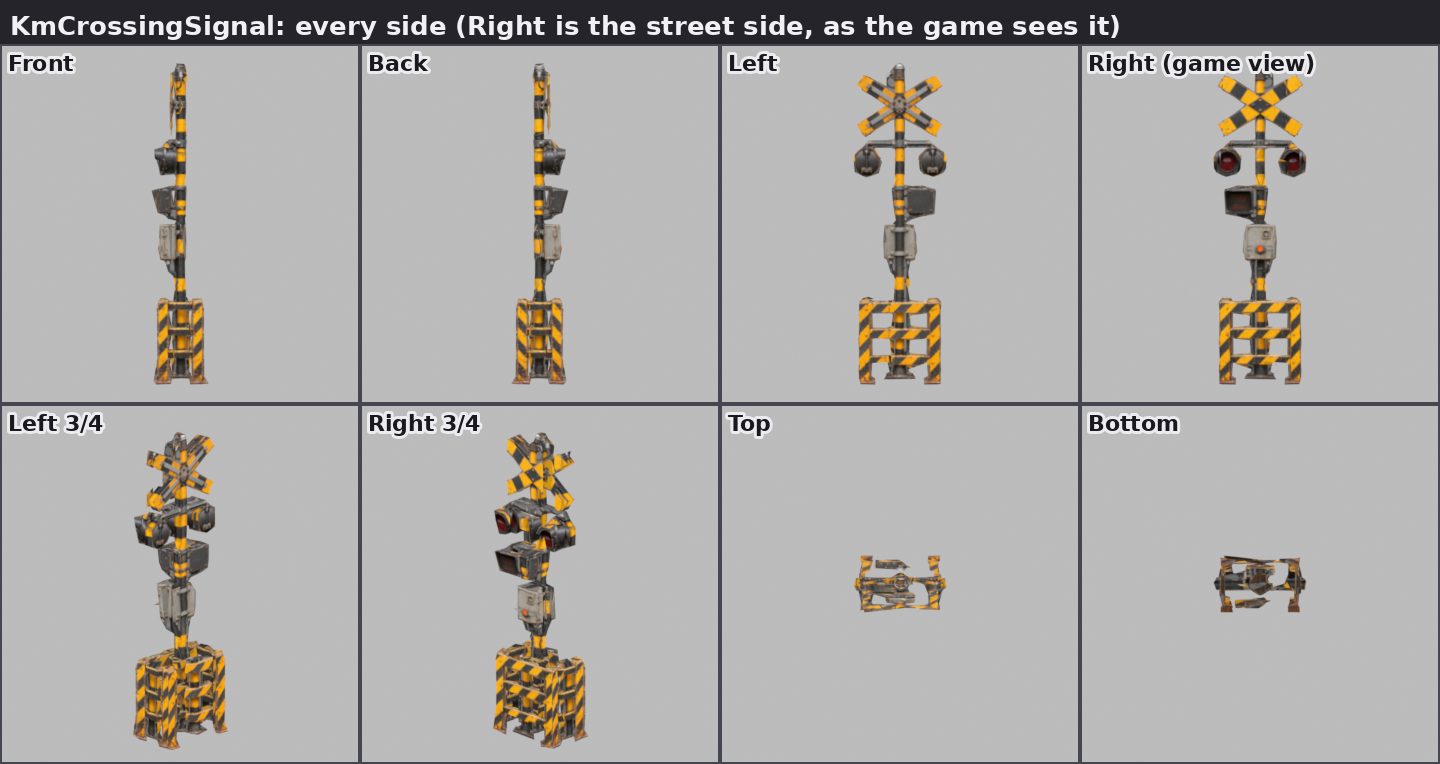 KmCrossingSignal: every side (Right is the street side, as the game sees it)
Front
Back
Left
Right (game view)
Left 3/4
Right 3/4
Top
Bottom